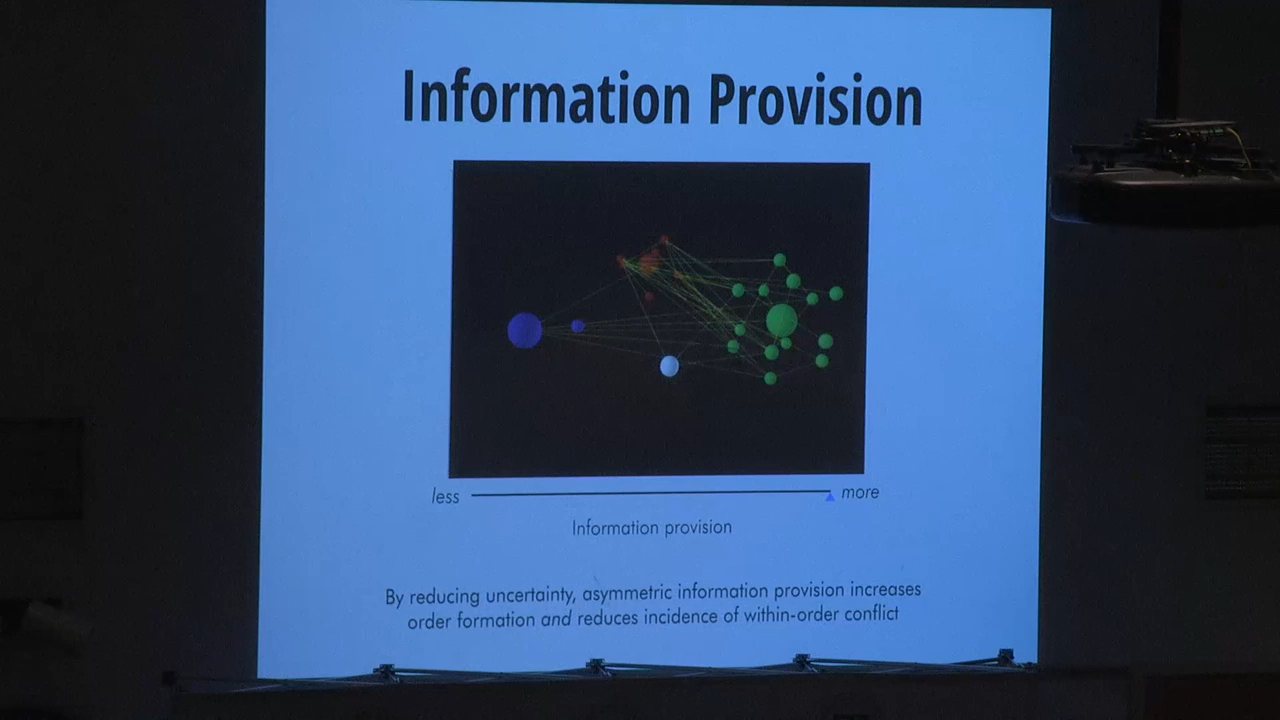 Information Provision
less more
Information provision
By reducing uncertainty, asymmetric information provision increases
order formation and reduces incidence of within-order conflict